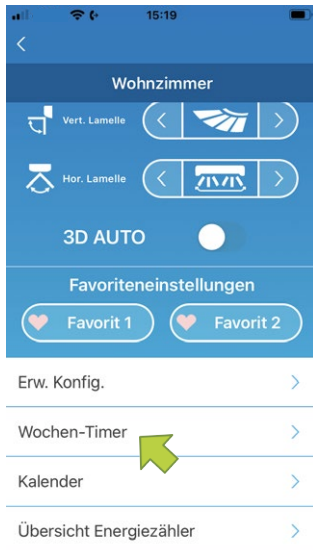 15:19
Wohnzimmer
Vert. Lamelle
Hor. Lamelle
3D AUTO
Favoriteneinstellungen
Favorit 1 Favorit 2
Erw. Konfig.
Wochen-Timer
Kalender
Übersicht Energiezähler